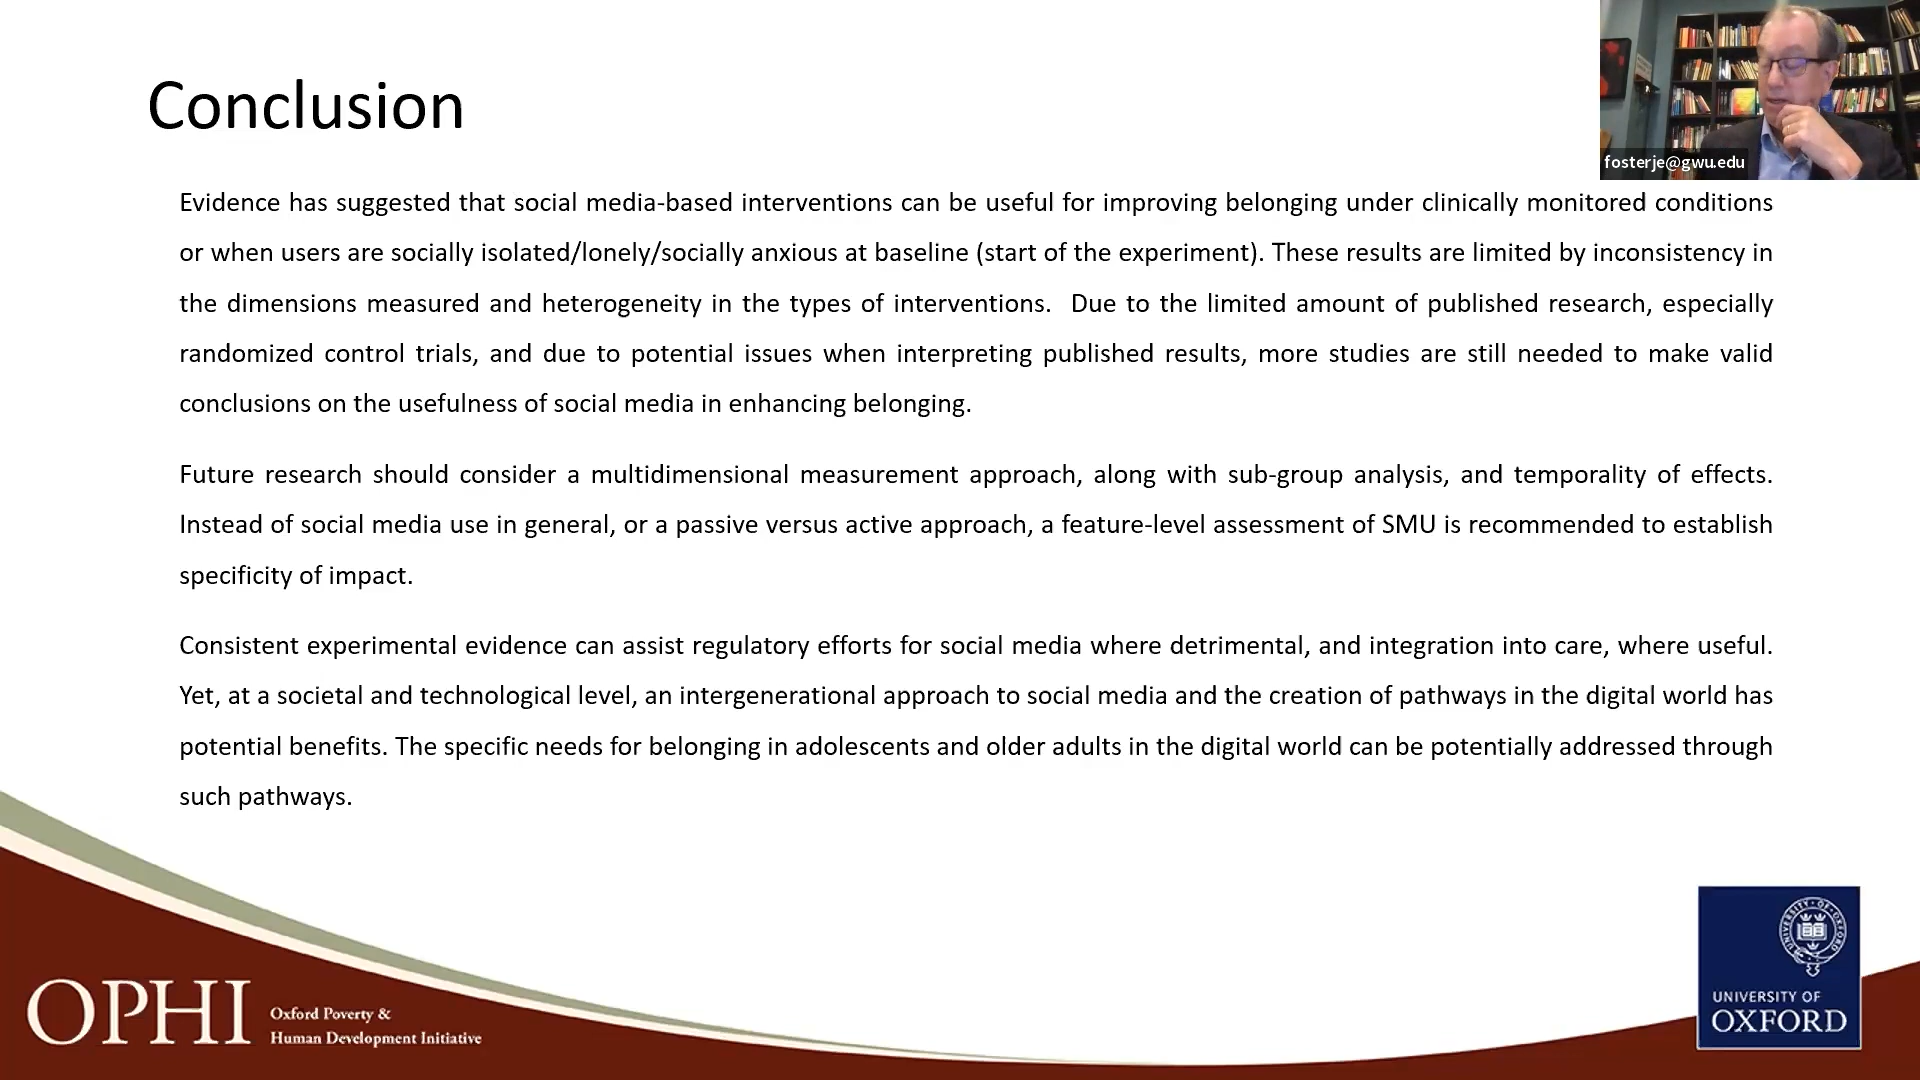 Conclusion
fosterje@gwu.edu
Evidence has suggested that social media-based interventions can be useful for improving belonging under clinically monitored conditions
or when users are socially isolated/lonely/socially anxious at baseline (start of the experiment). These results are limited by inconsistency in
the dimensions measured and heterogeneity in the types of interventions.  Due to the limited amount of published research, especially
randomized control trials, and due to potential issues when interpreting published results, more studies are still needed to make valid
conclusions on the usefulness of social media in enhancing belonging.
Future research should consider a multidimensional measurement approach, along with sub-group analysis, and temporality of effects.
Instead of social media use in general, or a passive versus active approach, a feature-level assessment of SMU is recommended to establish
specificity of impact.
Consistent experimental evidence can assist regulatory efforts for social media where detrimental, and integration into care, where useful.
Yet, at a societal and technological level, an intergenerational approach to social media and the creation of pathways in the digital world has
potential benefits. The specific needs for belonging in adolescents and older adults in the digital world can be potentially addressed through
such pathways.
OPHI
Oxford Poverty &
Human Development Initiative
UNIVERSITY OF
OXFORD